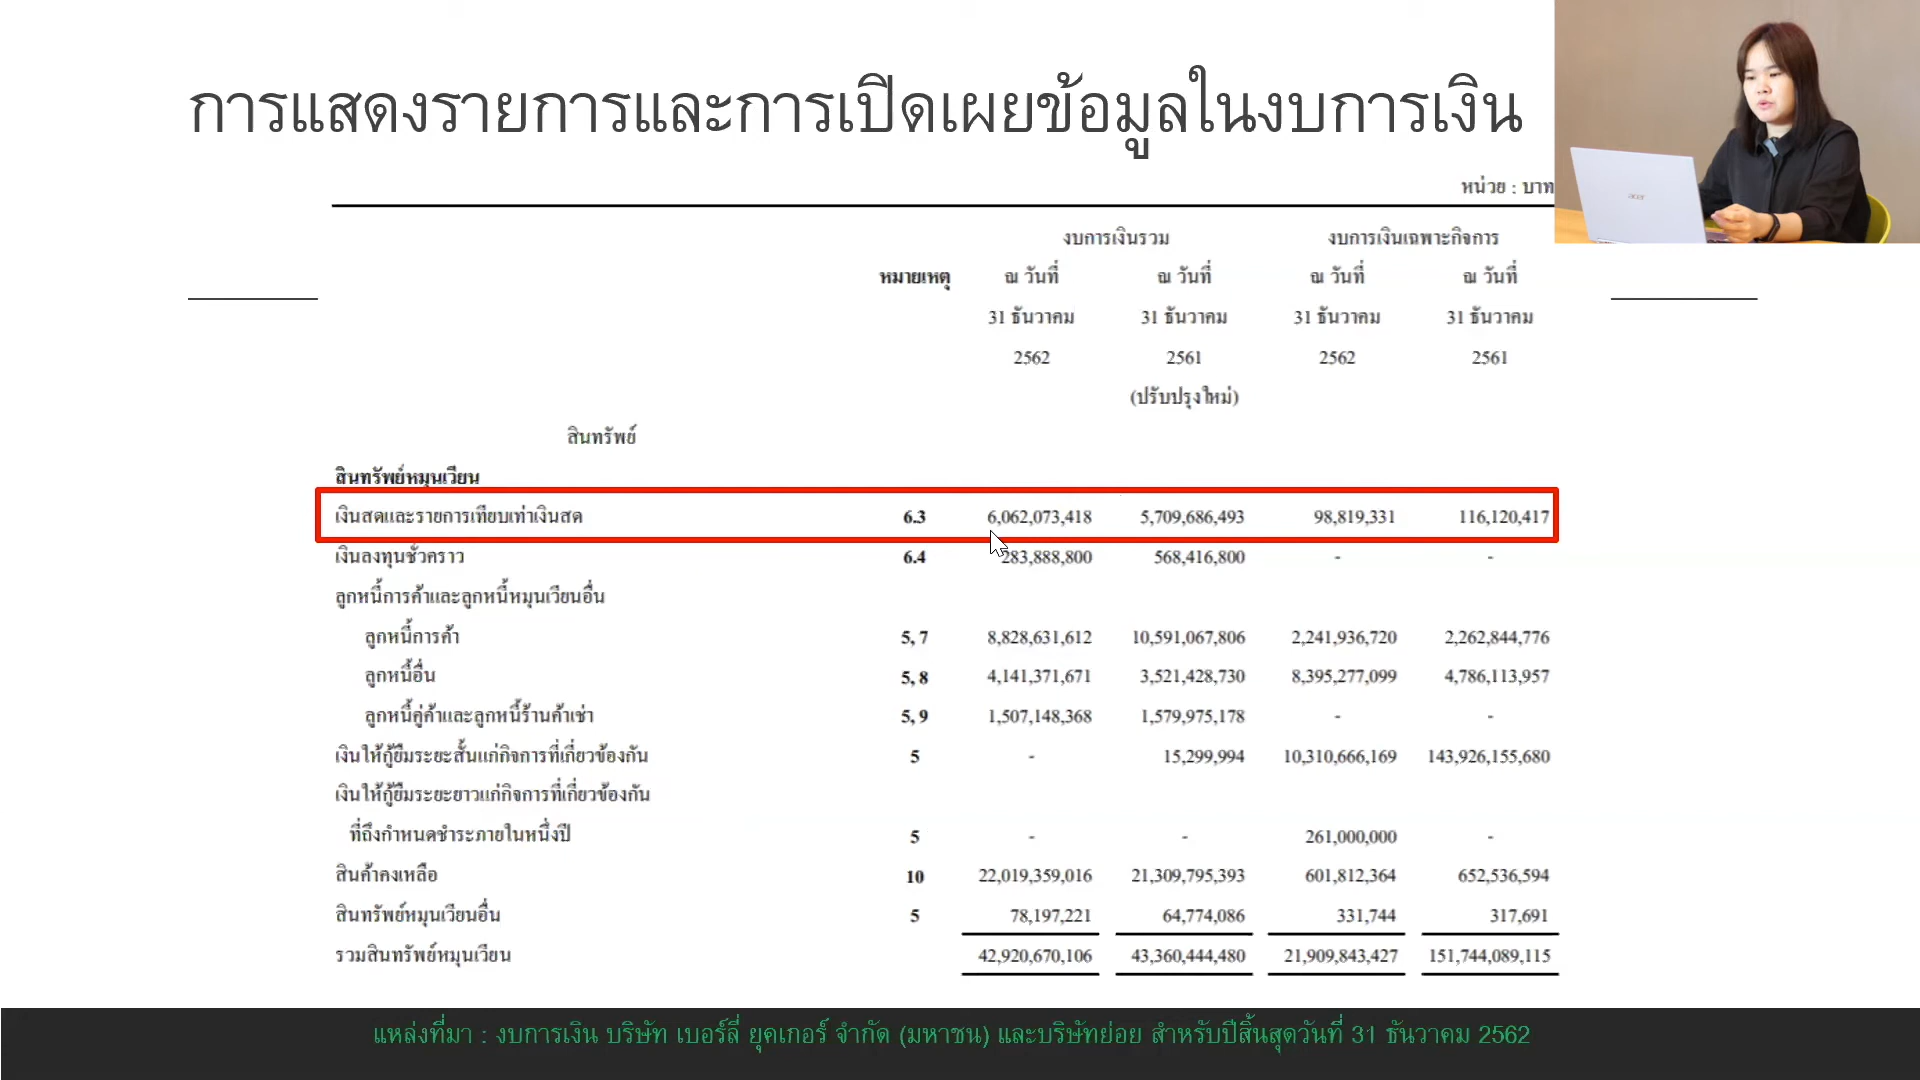 การแสดงรายการและการเปิดเผยข้อมูลในงบการเงิน
หน่วย : บาท
งบการเงินรวม งบการเงินเฉพาะกิจการ
หมายเหตุ ณ วันที่ ณ วันที่ ณ วันที่ ณ วันที่
31 ธันวาคม 31 ธันวาคม 31 ธันวาคม 31 ธันวาคม
2562 2561 2562 2561
(ปรับปรุงใหม่)
สินทรัพย์
สินทรัพย์หมุนเวียน
เงินสดและรายการเทียบเท่าเงินสด 6.3 6,062,073,418 5,709,686,493 98,819,331 116,120,417
เงินลงทุนชั่วคราว 6.4 283,888,800 568,416,800 - -
ลูกหนี้การค้าและลูกหนี้หมุนเวียนอื่น
ลูกหนี้การค้า 5, 7 8,828,631,612 10,591,067,806 2,241,936,720 2,262,844,776
ลูกหนี้อื่น 5, 8 4,141,371,671 3,521,428,730 8,395,277,099 4,786,113,957
ลูกหนี้คู่ค้าและลูกหนี้ร้านค้าเช่า 5, 9 1,507,148,368 1,579,975,178 - -
เงินให้กู้ยืมระยะสั้นแก่กิจการที่เกี่ยวข้องกัน 5 - 15,299,994 10,310,666,169 143,926,155,680
เงินให้กู้ยืมระยะยาวแก่กิจการที่เกี่ยวข้องกัน
ที่ถึงกำหนดชำระภายในหนึ่งปี 5 - - 261,000,000 -
สินค้าคงเหลือ 10 22,019,359,016 21,309,795,393 601,812,364 652,536,594
สินทรัพย์หมุนเวียนอื่น 5 78,197,221 64,774,086 331,744 317,691
รวมสินทรัพย์หมุนเวียน 42,920,670,106 43,360,444,480 21,909,843,427 151,744,089,115
แหล่งที่มา : งบการเงิน บริษัท เบอร์ลี่ ยุคเกอร์ จำกัด (มหาชน) และบริษัทย่อย สำหรับปีสิ้นสุดวันที่ 31 ธันวาคม 2562
acer